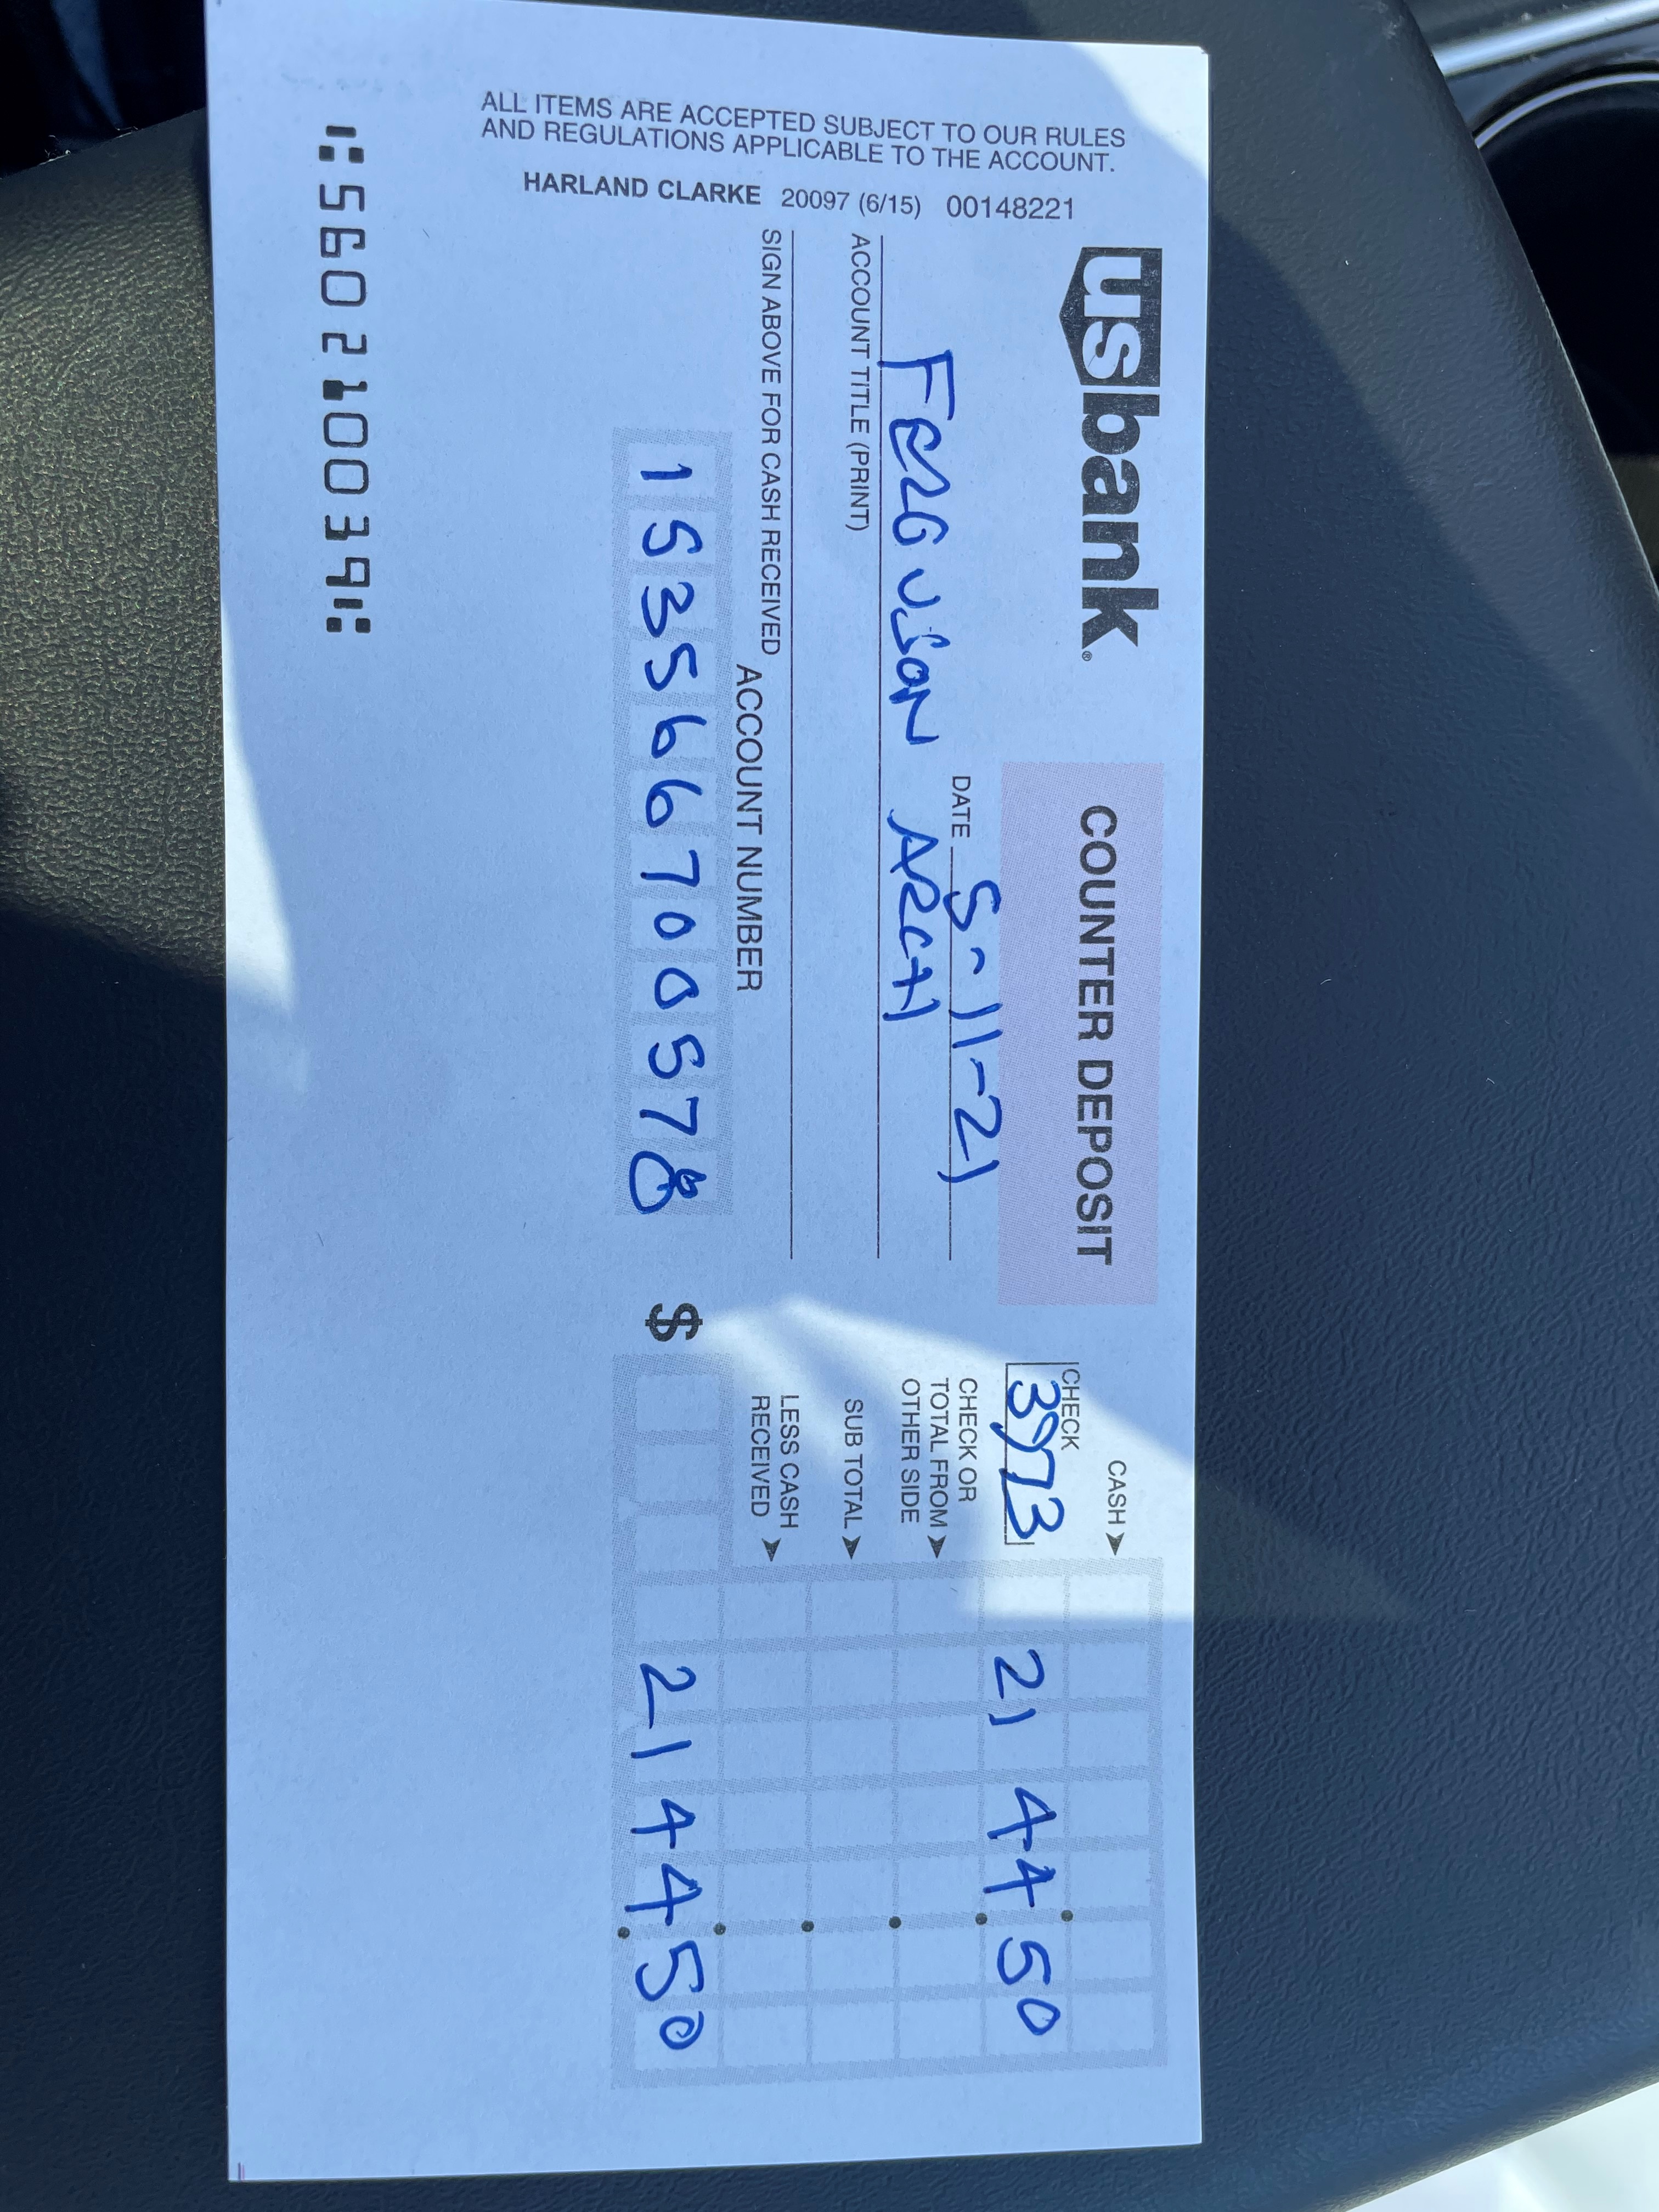 usbank®
COUNTER DEPOSIT
CASH ➤
CHECK
3973
21 44 50
DATE 5-11-21
CHECK OR
TOTAL FROM ➤
OTHER SIDE
FERGUSON ARCH
ACCOUNT TITLE (PRINT)
SUB TOTAL ➤
SIGN ABOVE FOR CASH RECEIVED
LESS CASH
RECEIVED ➤
ACCOUNT NUMBER
153566700578
$ 2144.50
ALL ITEMS ARE ACCEPTED SUBJECT TO OUR RULES
AND REGULATIONS APPLICABLE TO THE ACCOUNT.
HARLAND CLARKE 20097 (6/15) 00148221
⑆560210039⑆